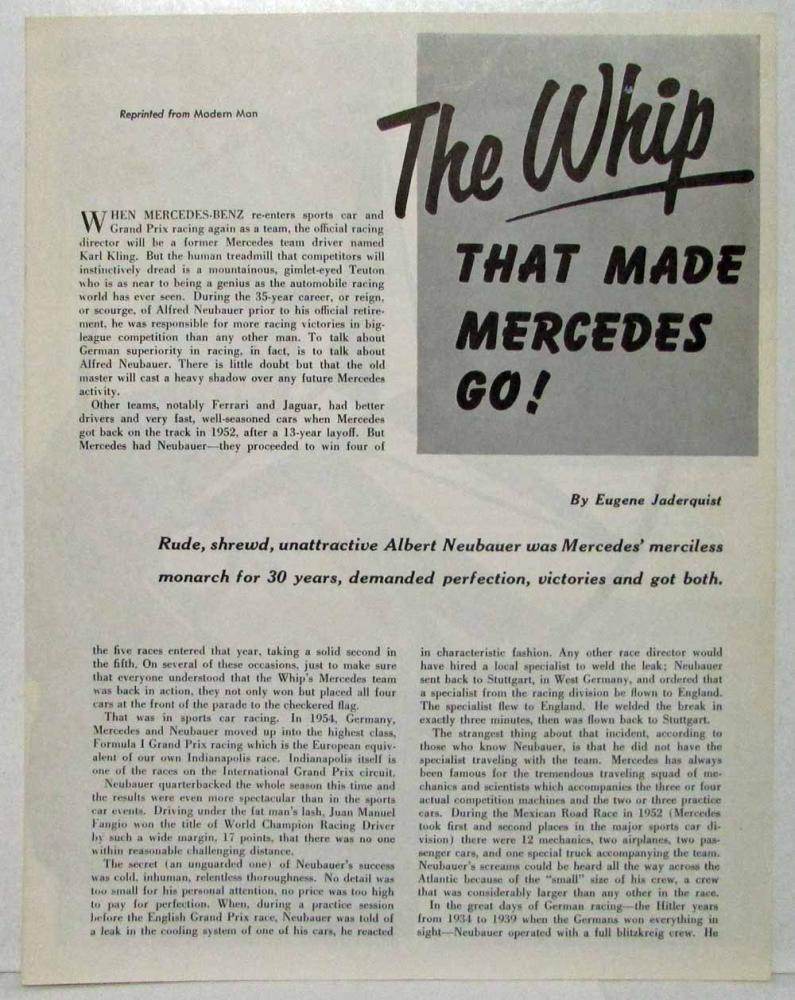 Reprinted from Modern Man
The Whip
THAT MADE
MERCEDES
GO!
WHEN MERCEDES-BENZ re-enters sports car and
Grand Prix racing again as a team, the official racing
director will be a former Mercedes team driver named
Karl Kling. But the human treadmill that competitors will
instinctively dread is a mountainous, gimlet-eyed Teuton
who is as near to being a genius as the automobile racing
world has ever seen. During the 35-year career, or reign,
or scourge, of Alfred Neubauer prior to his official retire-
ment, he was responsible for more racing victories in big-
league competition than any other man. To talk about
German superiority in racing, in fact, is to talk about
Alfred Neubauer. There is little doubt but that the old
master will cast a heavy shadow over any future Mercedes
activity.
Other teams, notably Ferrari and Jaguar, had better
drivers and very fast, well-seasoned cars when Mercedes
got back on the track in 1952, after a 13-year layoff. But
Mercedes had Neubauer—they proceeded to win four of
By Eugene Jaderquist
Rude, shrewd, unattractive Albert Neubauer was Mercedes' merciless
monarch for 30 years, demanded perfection, victories and got both.
the five races entered that year, taking a solid second in
the fifth. On several of these occasions, just to make sure
that everyone understood that the Whip's Mercedes team
was back in action, they not only won but placed all four
cars at the front of the parade to the checkered flag.
That was in sports car racing. In 1954, Germany,
Mercedes and Neubauer moved up into the highest class,
Formula I Grand Prix racing which is the European equiv-
alent of our own Indianapolis race. Indianapolis itself is
one of the races on the International Grand Prix circuit.
Neubauer quarterbacked the whole season this time and
the results were even more spectacular than in the sports
car events. Driving under the fat man's lash, Juan Manuel
Fangio won the title of World Champion Racing Driver
by such a wide margin, 17 points, that there was no one
within reasonable challenging distance.
The secret (an unguarded one) of Neubauer's success
was cold, inhuman, relentless thoroughness. No detail was
too small for his personal attention, no price was too high
to pay for perfection. When, during a practice session
before the English Grand Prix race, Neubauer was told of
a leak in the cooling system of one of his cars, he reacted
in characteristic fashion. Any other race director would
have hired a local specialist to weld the leak; Neubauer
sent back to Stuttgart, in West Germany, and ordered that
a specialist from the racing division be flown to England.
The specialist flew to England. He welded the break in
exactly three minutes, then was flown back to Stuttgart.
The strangest thing about that incident, according to
those who know Neubauer, is that he did not have the
specialist traveling with the team. Mercedes has always
been famous for the tremendous traveling squad of me-
chanics and scientists which accompanies the three or four
actual competition machines and the two or three practice
cars. During the Mexican Road Race in 1952 (Mercedes
took first and second places in the major sports car di-
vision) there were 12 mechanics, two airplanes, two pas-
senger cars, and one special truck accompanying the team.
Neubauer's screams could be heard all the way across the
Atlantic because of the "small" size of his crew, a crew
that was considerably larger than any other in the race.
In the great days of German racing—the Hitler years
from 1934 to 1939 when the Germans won everything in
sight—Neubauer operated with a full blitzkreig crew. He